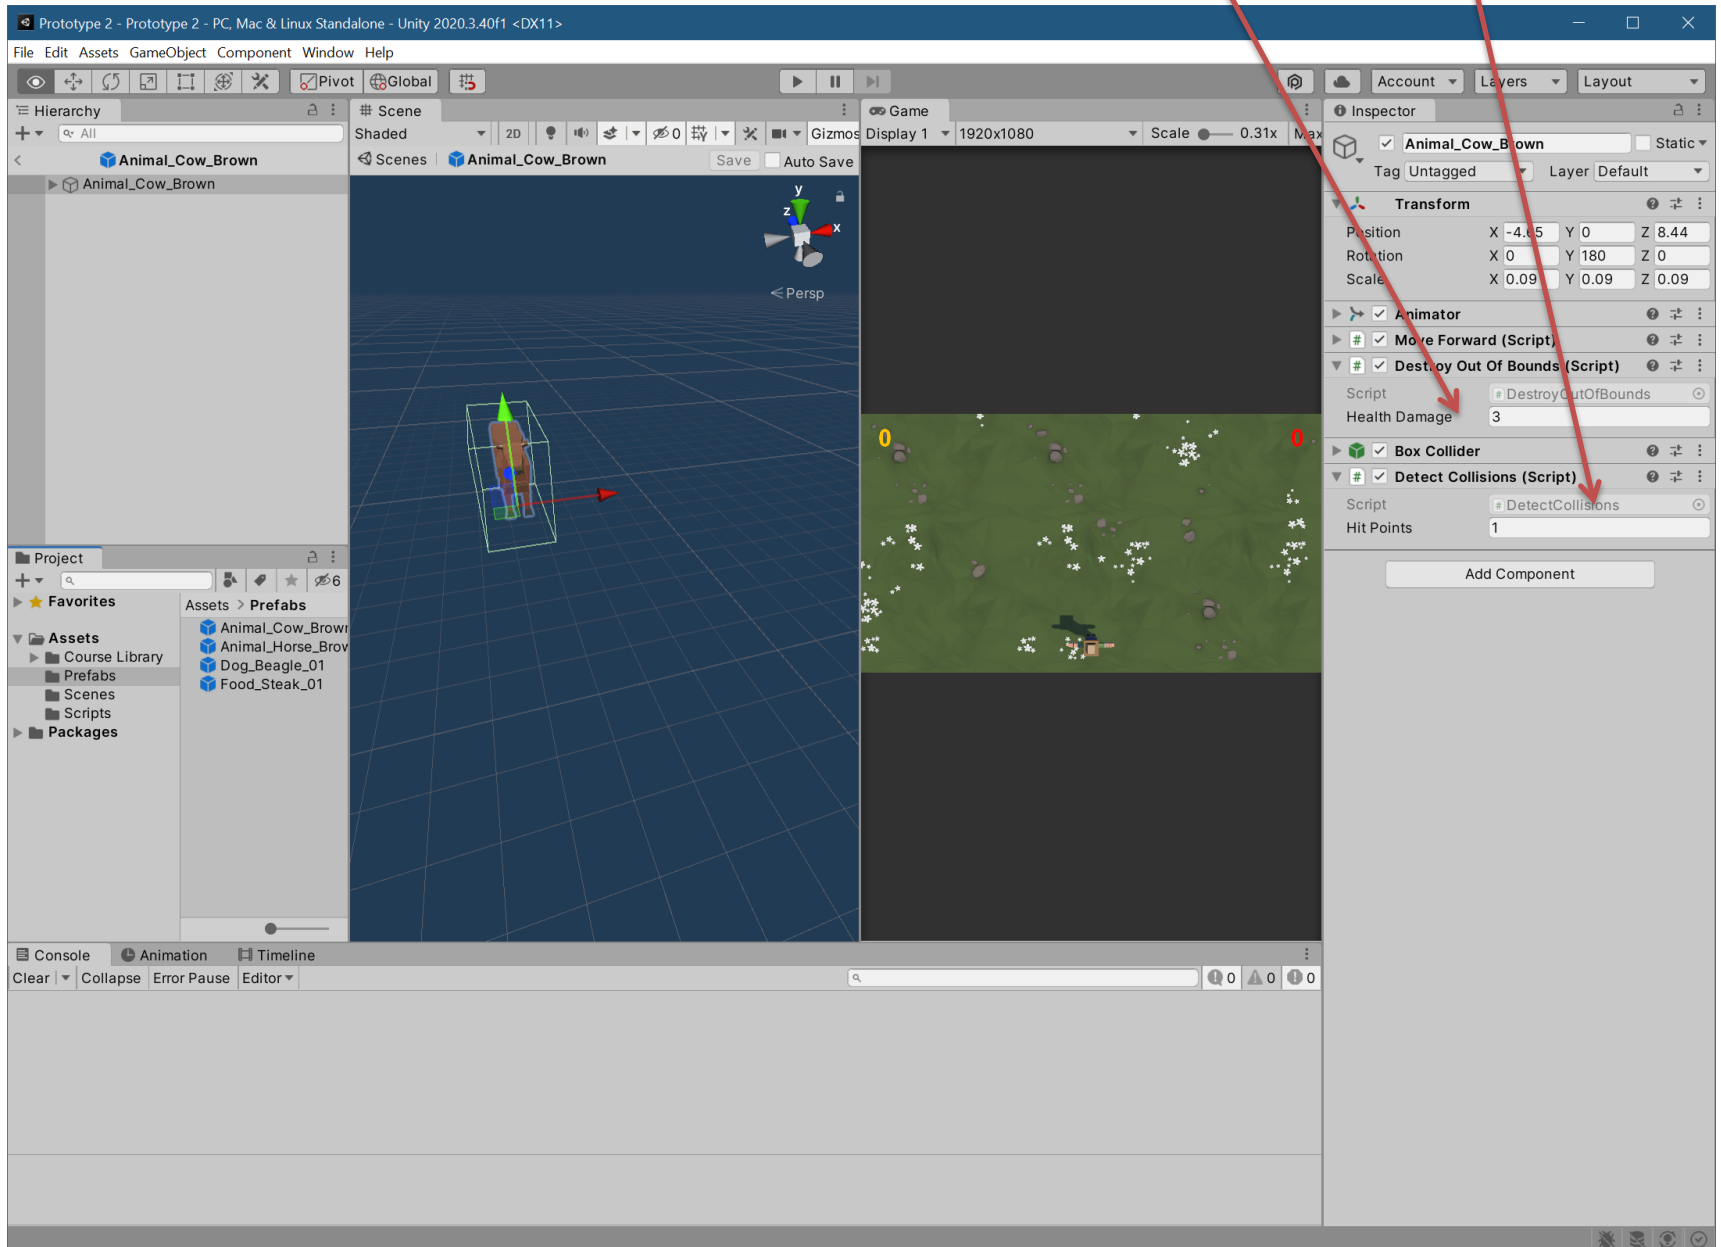 Prototype 2 - Prototype 2 - PC, Mac & Linux Standalone - Unity 2020.3.40f1 <DX11>
File Edit Assets GameObject Component Window Help
Pivot Global Account Layers Layout
Hierarchy
All
Animal_Cow_Brown
Animal_Cow_Brown
Scene
Shaded 2D 0 Gizmos
Scenes Animal_Cow_Brown Save Auto Save
y
z
x
Persp
Game
Display 1 1920x1080 Scale 0.31x Max
0 0
Inspector
Animal_Cow_Brown Static
Tag Untagged Layer Default
Transform
Position X -4.65 Y 0 Z 8.44
Rotation X 0 Y 180 Z 0
Scale X 0.09 Y 0.09 Z 0.09
Animator
Move Forward (Script)
Destroy Out Of Bounds (Script)
Script DestroyOutOfBounds
Health Damage 3
Box Collider
Detect Collisions (Script)
Script DetectCollisions
Hit Points 1
Add Component
Project
6
Favorites
Assets
Course Library
Prefabs
Scenes
Scripts
Packages
Assets > Prefabs
Animal_Cow_Brown
Animal_Horse_Brov
Dog_Beagle_01
Food_Steak_01
Console Animation Timeline
Clear Collapse Error Pause Editor 0 0 0